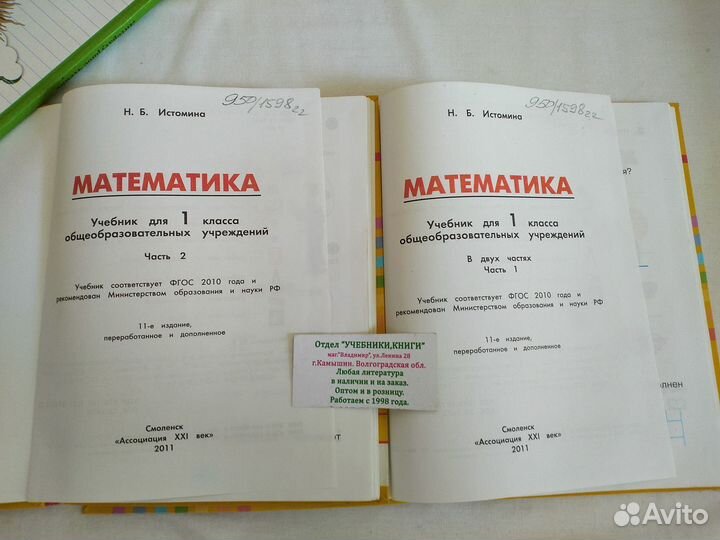 950/1598 22
Н. Б. Истомина
МАТЕМАТИКА
Учебник для 1 класса
общеобразовательных учреждений
Часть 2
Учебник соответствует ФГОС 2010 года и
рекомендован Министерством образования и науки РФ
11-е издание,
переработанное и дополненное
Смоленск
«Ассоциация XXI век»
2011
от
950/1598 22
Н. Б. Истомина
МАТЕМАТИКА
Учебник для 1 класса
общеобразовательных учреждений
В двух частях
Часть 1
Учебник соответствует ФГОС 2010 года и
рекомендован Министерством образования и науки РФ
11-е издание,
переработанное и дополненное
Смоленск
«Ассоциация XXI век»
2011
я?
олнен
Отдел "УЧЕБНИКИ,КНИГИ"
маг."Владимир", ул.Ленина 28
г.Камышин. Волгоградская обл.
Любая литература
в наличии и на заказ.
Оптом и в розницу.
Работаем с 1998 года.
Avito